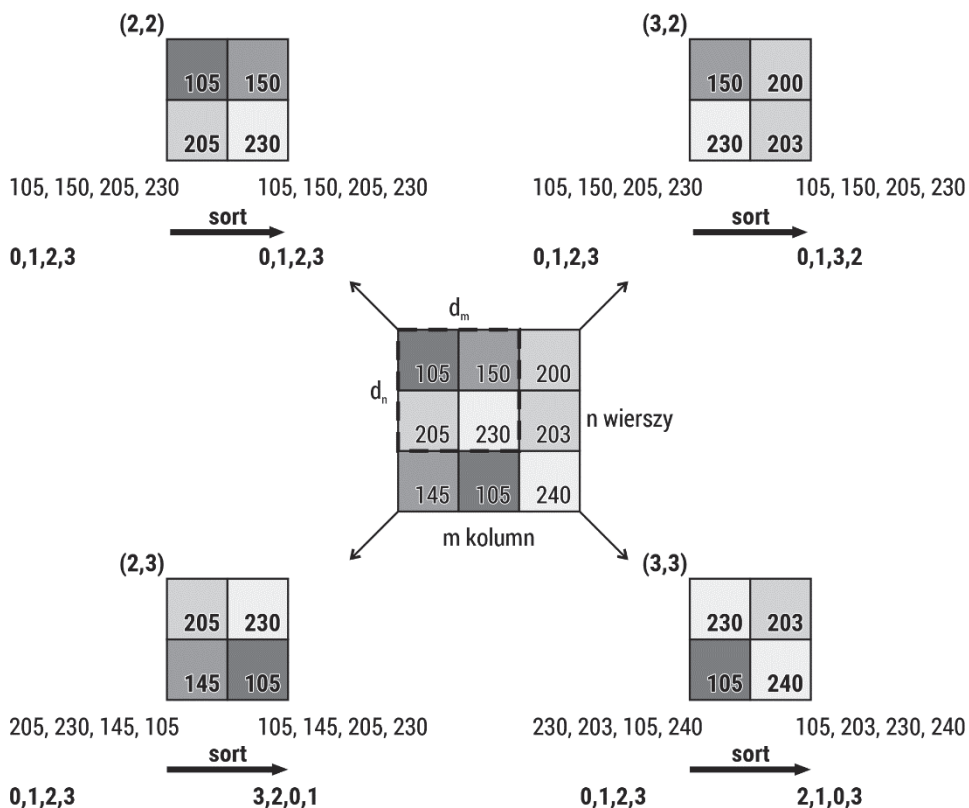 (2,2)
105 150
205 230
105, 150, 205, 230 105, 150, 205, 230
sort
0,1,2,3 0,1,2,3
(3,2)
150 200
230 203
105, 150, 205, 230 105, 150, 205, 230
sort
0,1,2,3 0,1,3,2
dm
dn
105 150 200
205 230 203
145 105 240
n wierszy
m kolumn
(2,3)
205 230
145 105
205, 230, 145, 105 105, 145, 205, 230
sort
0,1,2,3 3,2,0,1
(3,3)
230 203
105 240
230, 203, 105, 240 105, 203, 230, 240
sort
0,1,2,3 2,1,0,3